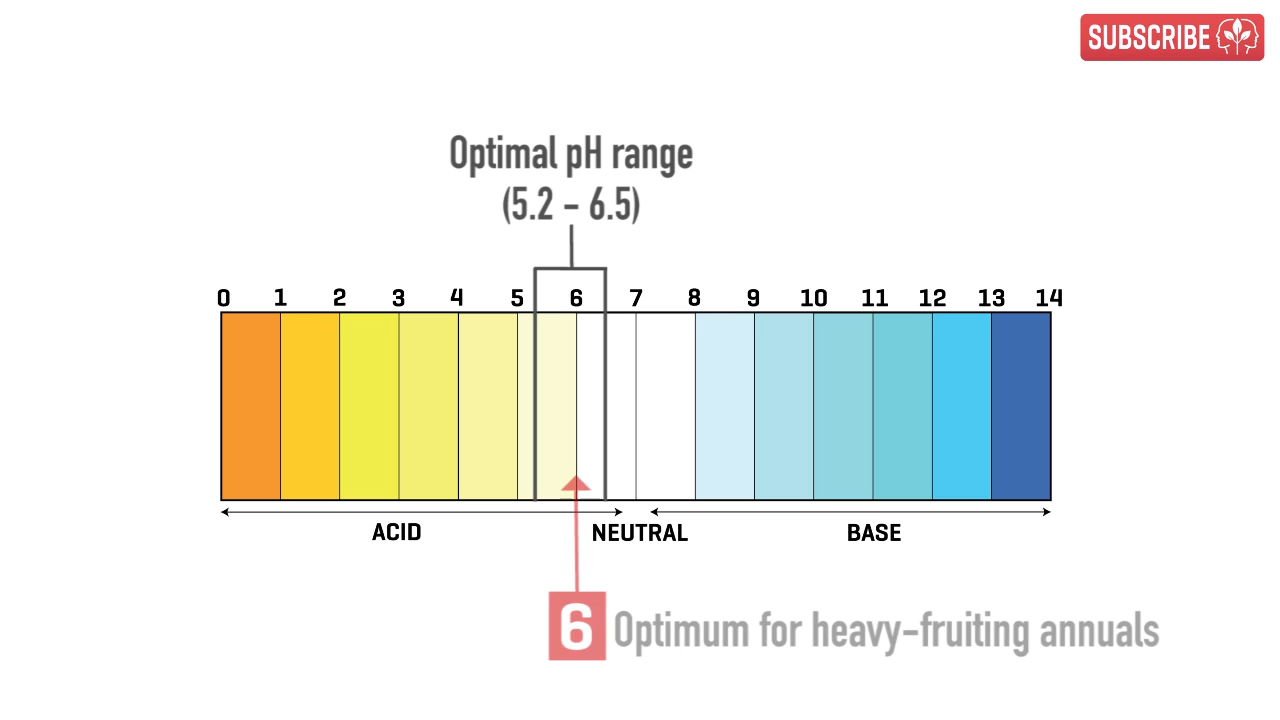 SUBSCRIBE
Optimal pH range
(5.2 – 6.5)
0 1 2 3 4 5 6 7 8 9 10 11 12 13 14
ACID NEUTRAL BASE
6 Optimum for heavy-fruiting annuals